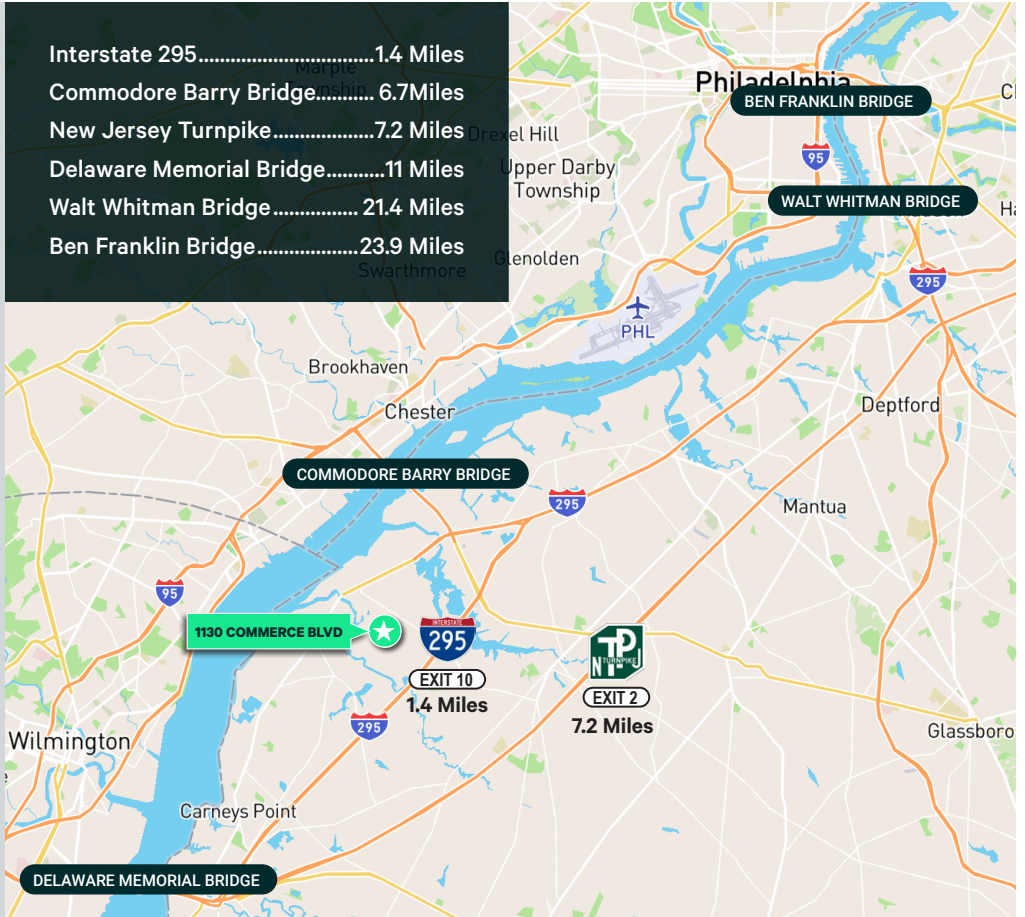 Interstate 295..............................1.4 Miles
Commodore Barry Bridge........... 6.7Miles
New Jersey Turnpike...................7.2 Miles
Delaware Memorial Bridge...........11 Miles
Walt Whitman Bridge................ 21.4 Miles
Ben Franklin Bridge...................23.9 Miles
Marple
Township
Swarthmore
Drexel Hill
Upper Darby
Township
Glenolden
Philadelphia
BEN FRANKLIN BRIDGE
95
WALT WHITMAN BRIDGE
295
PHL
Brookhaven
Chester
Deptford
COMMODORE BARRY BRIDGE
295
Mantua
95
1130 COMMERCE BLVD
INTERSTATE
295
EXIT 10
1.4 Miles
N TP J
TURNPIKE
EXIT 2
7.2 Miles
295
Wilmington
Glassboro
Carneys Point
DELAWARE MEMORIAL BRIDGE